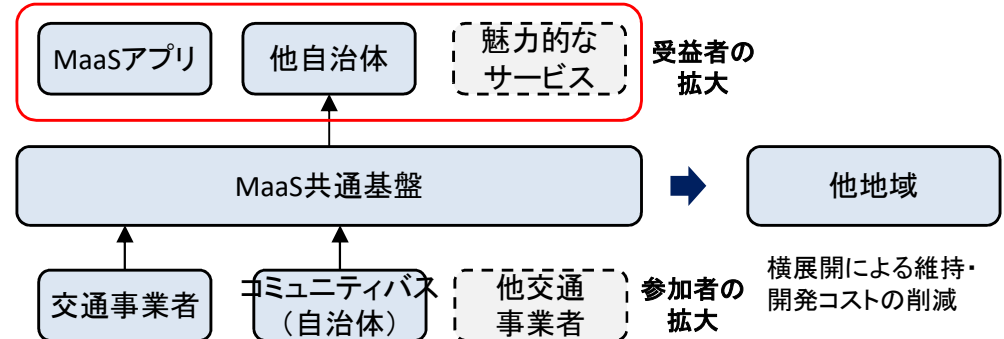 MaaSアプリ
他自治体
魅力的な
サービス
受益者の
拡大
MaaS共通基盤
他地域
交通事業者
コミュニティバス
（自治体）
他交通
事業者
参加者の
拡大
横展開による維持・
開発コストの削減